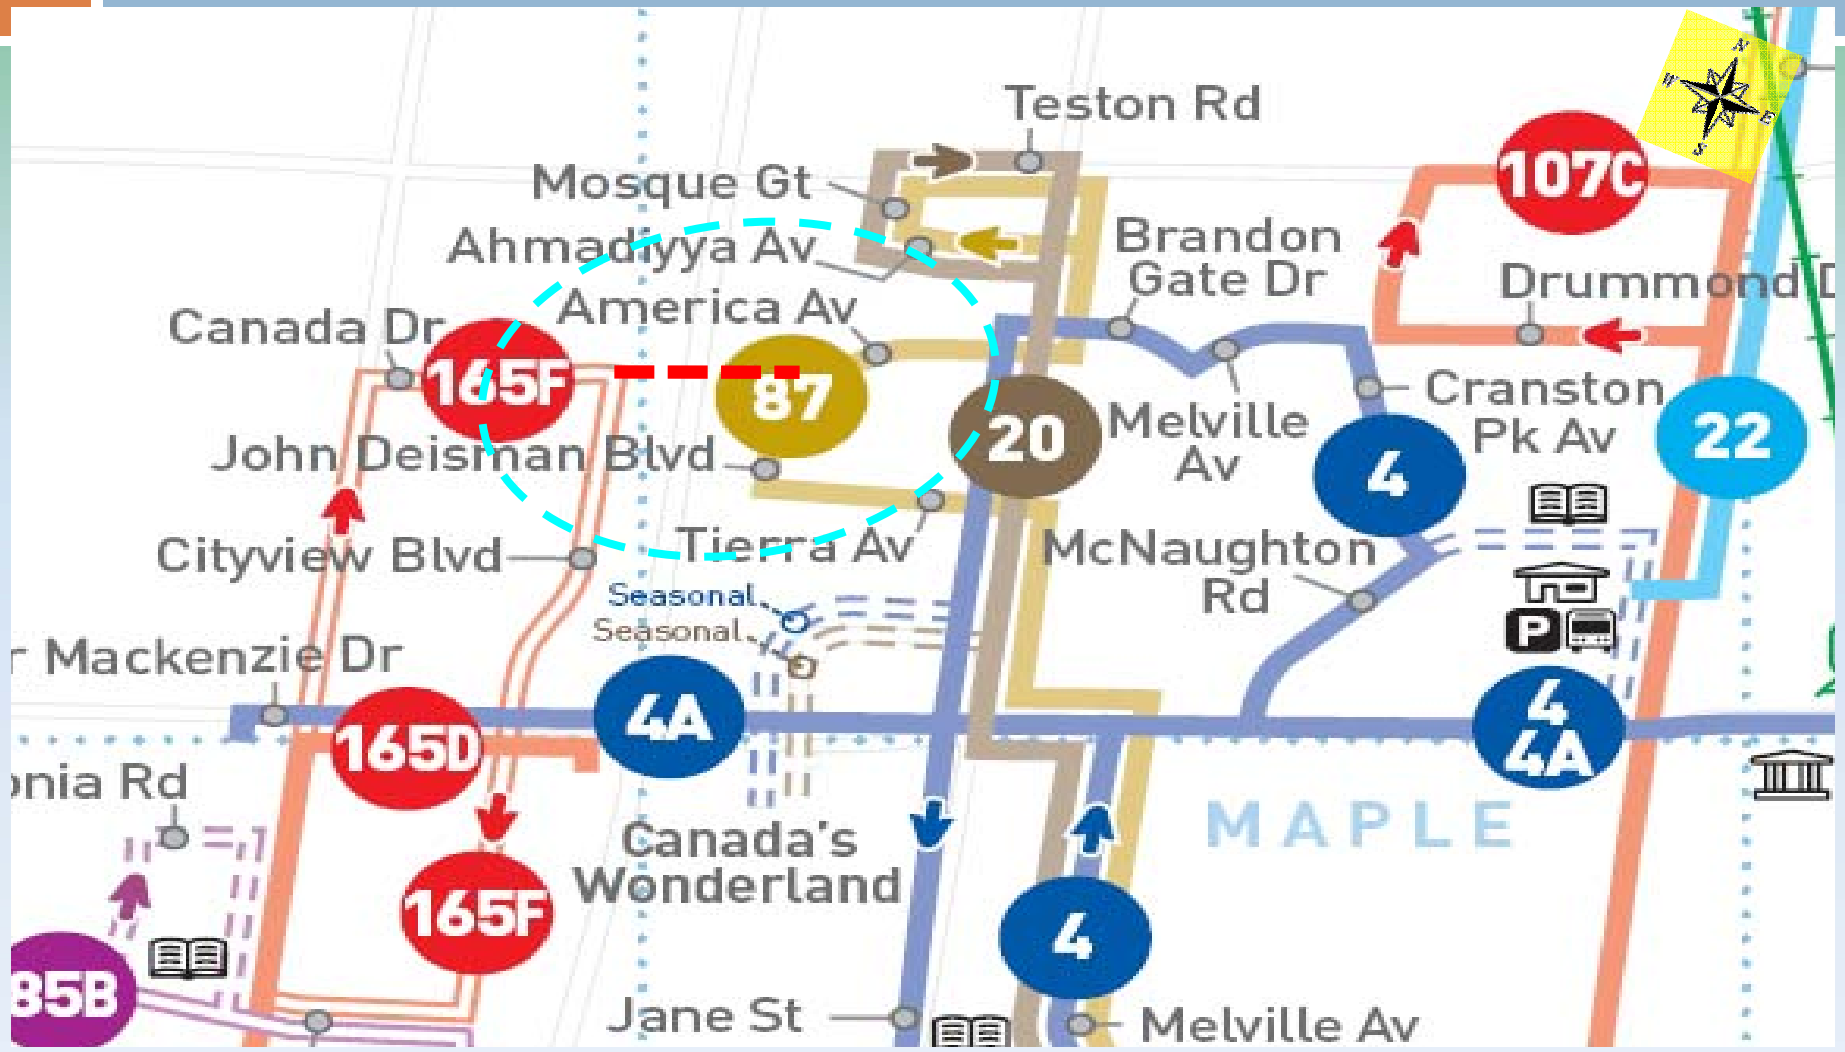 N
W
E
S
Teston Rd
107C
Mosque Gt
Ahmadiyya Av
Brandon
Gate Dr
Drummond D
America Av
Canada Dr
165F
87
20
Melville
Av
Cranston
Pk Av
22
4
John Deisman Blvd
Tierra Av
Cityview Blvd
McNaughton
Rd
Seasonal
Seasonal
P
r Mackenzie Dr
165D
4A
4
4A
onia Rd
Canada's
Wonderland
MAPLE
165F
4
85B
Jane St
Melville Av